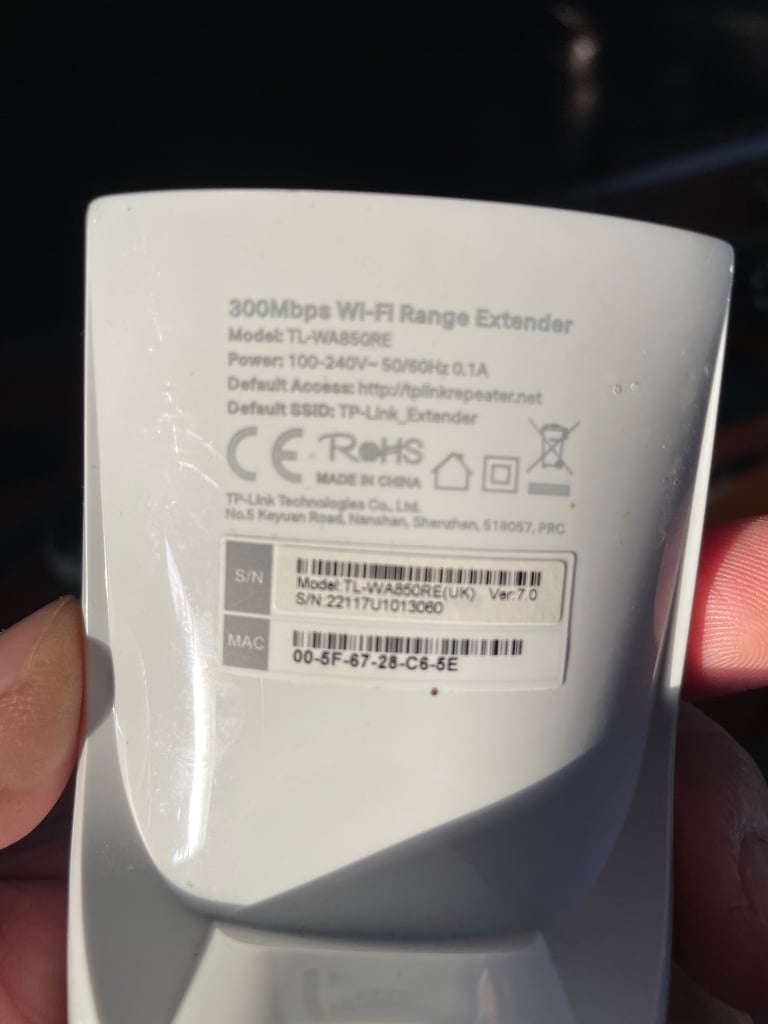 300Mbps Wi-Fi Range Extender
Model: TL-WA850RE
Power: 100-240V~ 50/60Hz 0.1A
Default Access: http://tplinkrepeater.net
Default SSID: TP-Link_Extender
CE RoHS
MADE IN CHINA
TP-Link Technologies Co., Ltd.
No.5 Keyuan Road, Nanshan, Shenzhen, 518057, PRC
S/N
Model:TL-WA850RE(UK) Ver:7.0
S/N:22117U1013060
MAC
00-5F-67-28-C6-5E